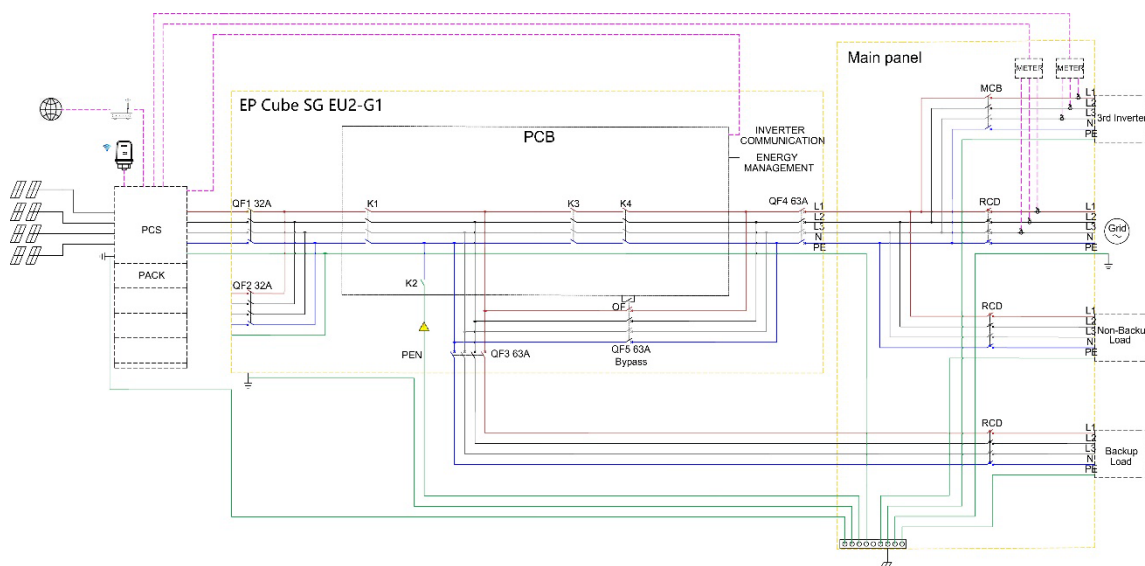 Main panel
METER
METER
MCB
L1
L2
L3
N
PE
3rd Inverter
EP Cube SG EU2-G1
PCB
INVERTER
COMMUNICATION
ENERGY
MANAGEMENT
QF1 32A
K1
K3
K4
QF4 63A
L1
L2
L3
N
PE
RCD
L1
L2
L3
N
PE
Grid
PCS
PACK
QF2 32A
K2
QF
QF5 63A
Bypass
PEN
QF3 63A
RCD
L1
L2
L3
N
PE
Non-Backup
Load
RCD
L1
L2
L3
N
PE
Backup
Load